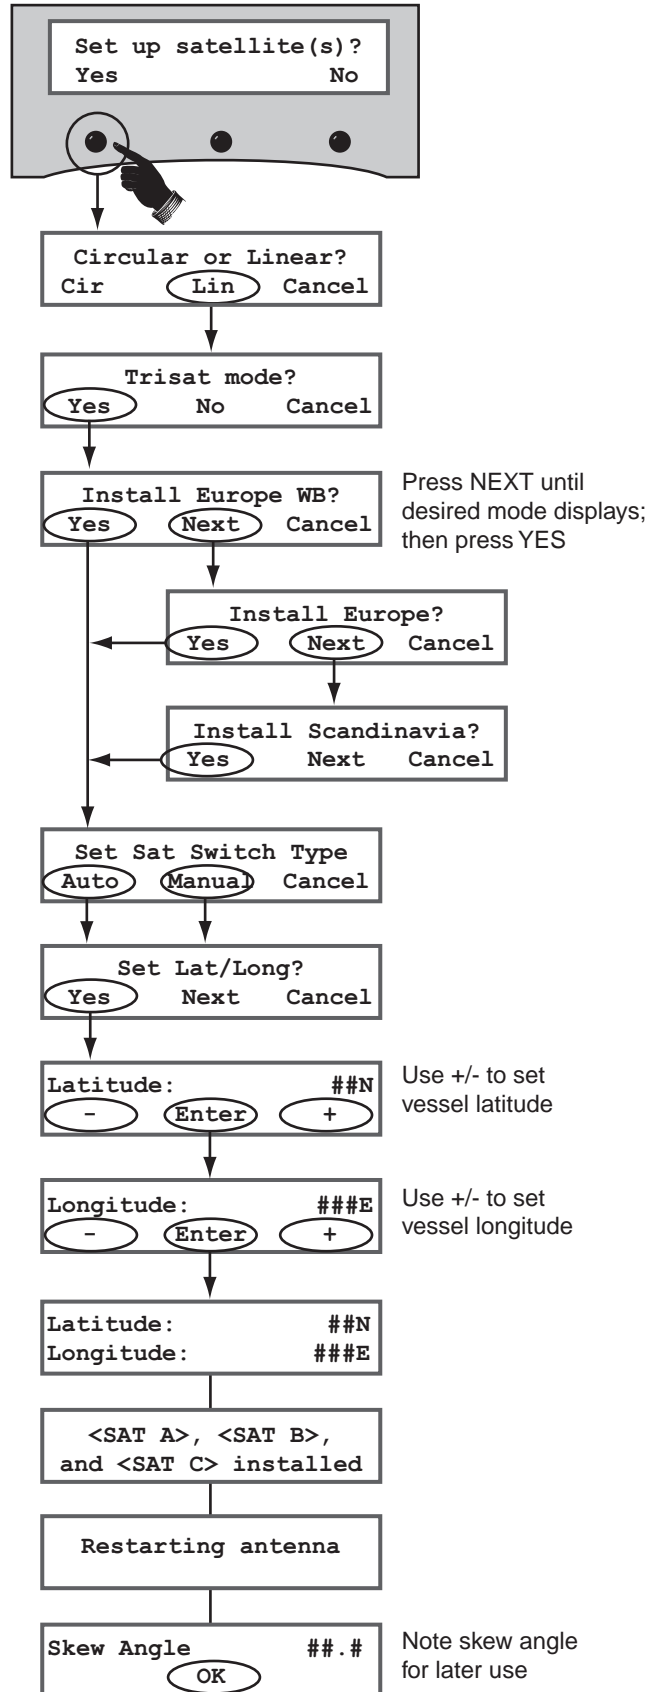 Set up satellite(s)?
Yes No
Circular or Linear?
Cir Lin Cancel
Trisat mode?
Yes No Cancel
Install Europe WB?
Yes Next Cancel
Press NEXT until
desired mode displays;
then press YES
Install Europe?
Yes Next Cancel
Install Scandinavia?
Yes Next Cancel
Set Sat Switch Type
Auto Manual Cancel
Set Lat/Long?
Yes Next Cancel
Latitude: ##N
- Enter +
Use +/- to set
vessel latitude
Longitude: ###E
- Enter +
Use +/- to set
vessel longitude
Latitude: ##N
Longitude: ###E
<SAT A>, <SAT B>,
and <SAT C> installed
Restarting antenna
Skew Angle ##.#
OK
Note skew angle
for later use